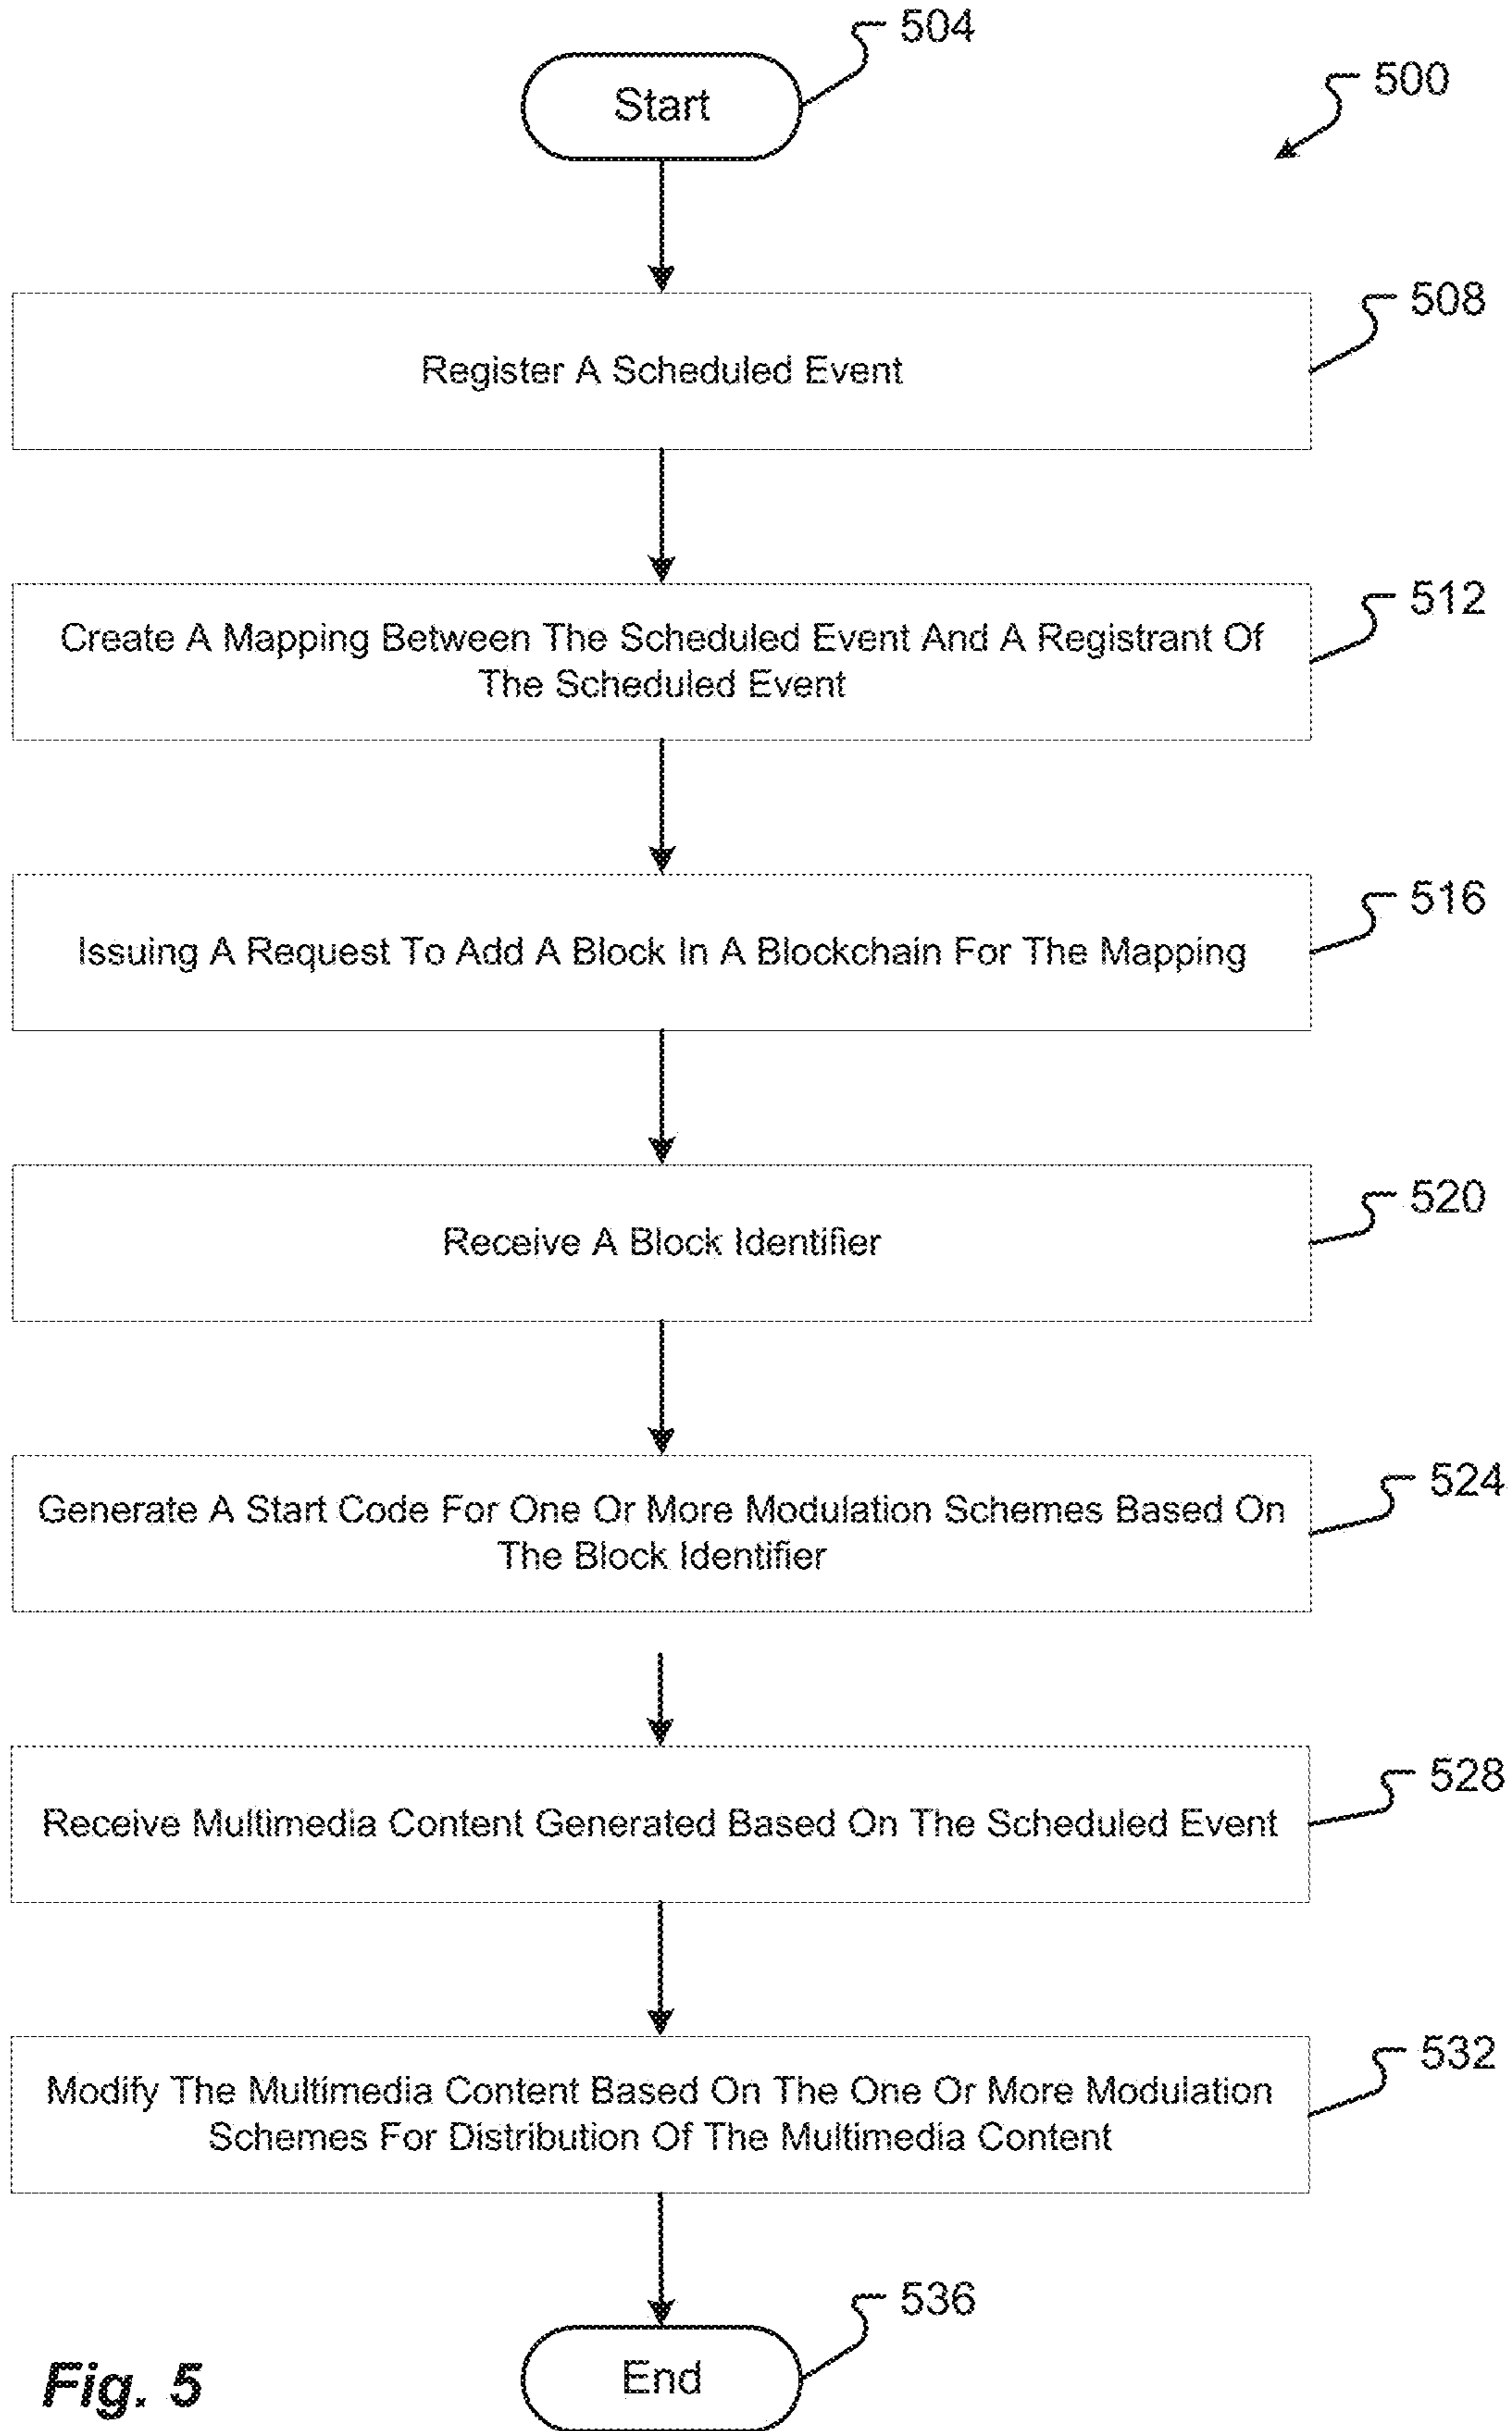 504
Start
500
508
Register A Scheduled Event
512
Create A Mapping Between The Scheduled Event And A Registrant Of
The Scheduled Event
516
Issuing A Request To Add A Block In A Blockchain For The Mapping
520
Receive A Block Identifier
524
Generate A Start Code For One Or More Modulation Schemes Based On
The Block Identifier
528
Receive Multimedia Content Generated Based On The Scheduled Event
532
Modify The Multimedia Content Based On The One Or More Modulation
Schemes For Distribution Of The Multimedia Content
536
End
Fig. 5